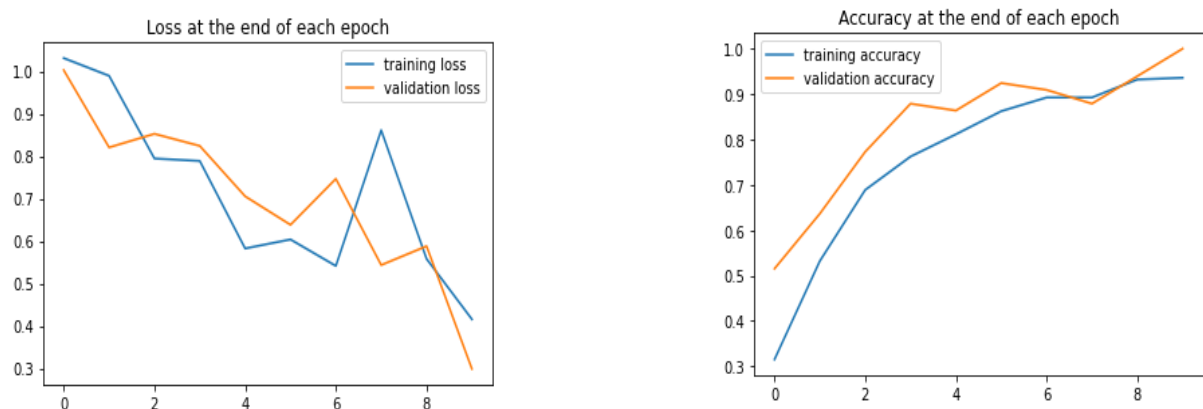 Loss at the end of each epoch
training loss
validation loss
1.0
0.9
0.8
0.7
0.6
0.5
0.4
0.3
0 2 4 6 8
Accuracy at the end of each epoch
training accuracy
validation accuracy
1.0
0.9
0.8
0.7
0.6
0.5
0.4
0.3
0 2 4 6 8